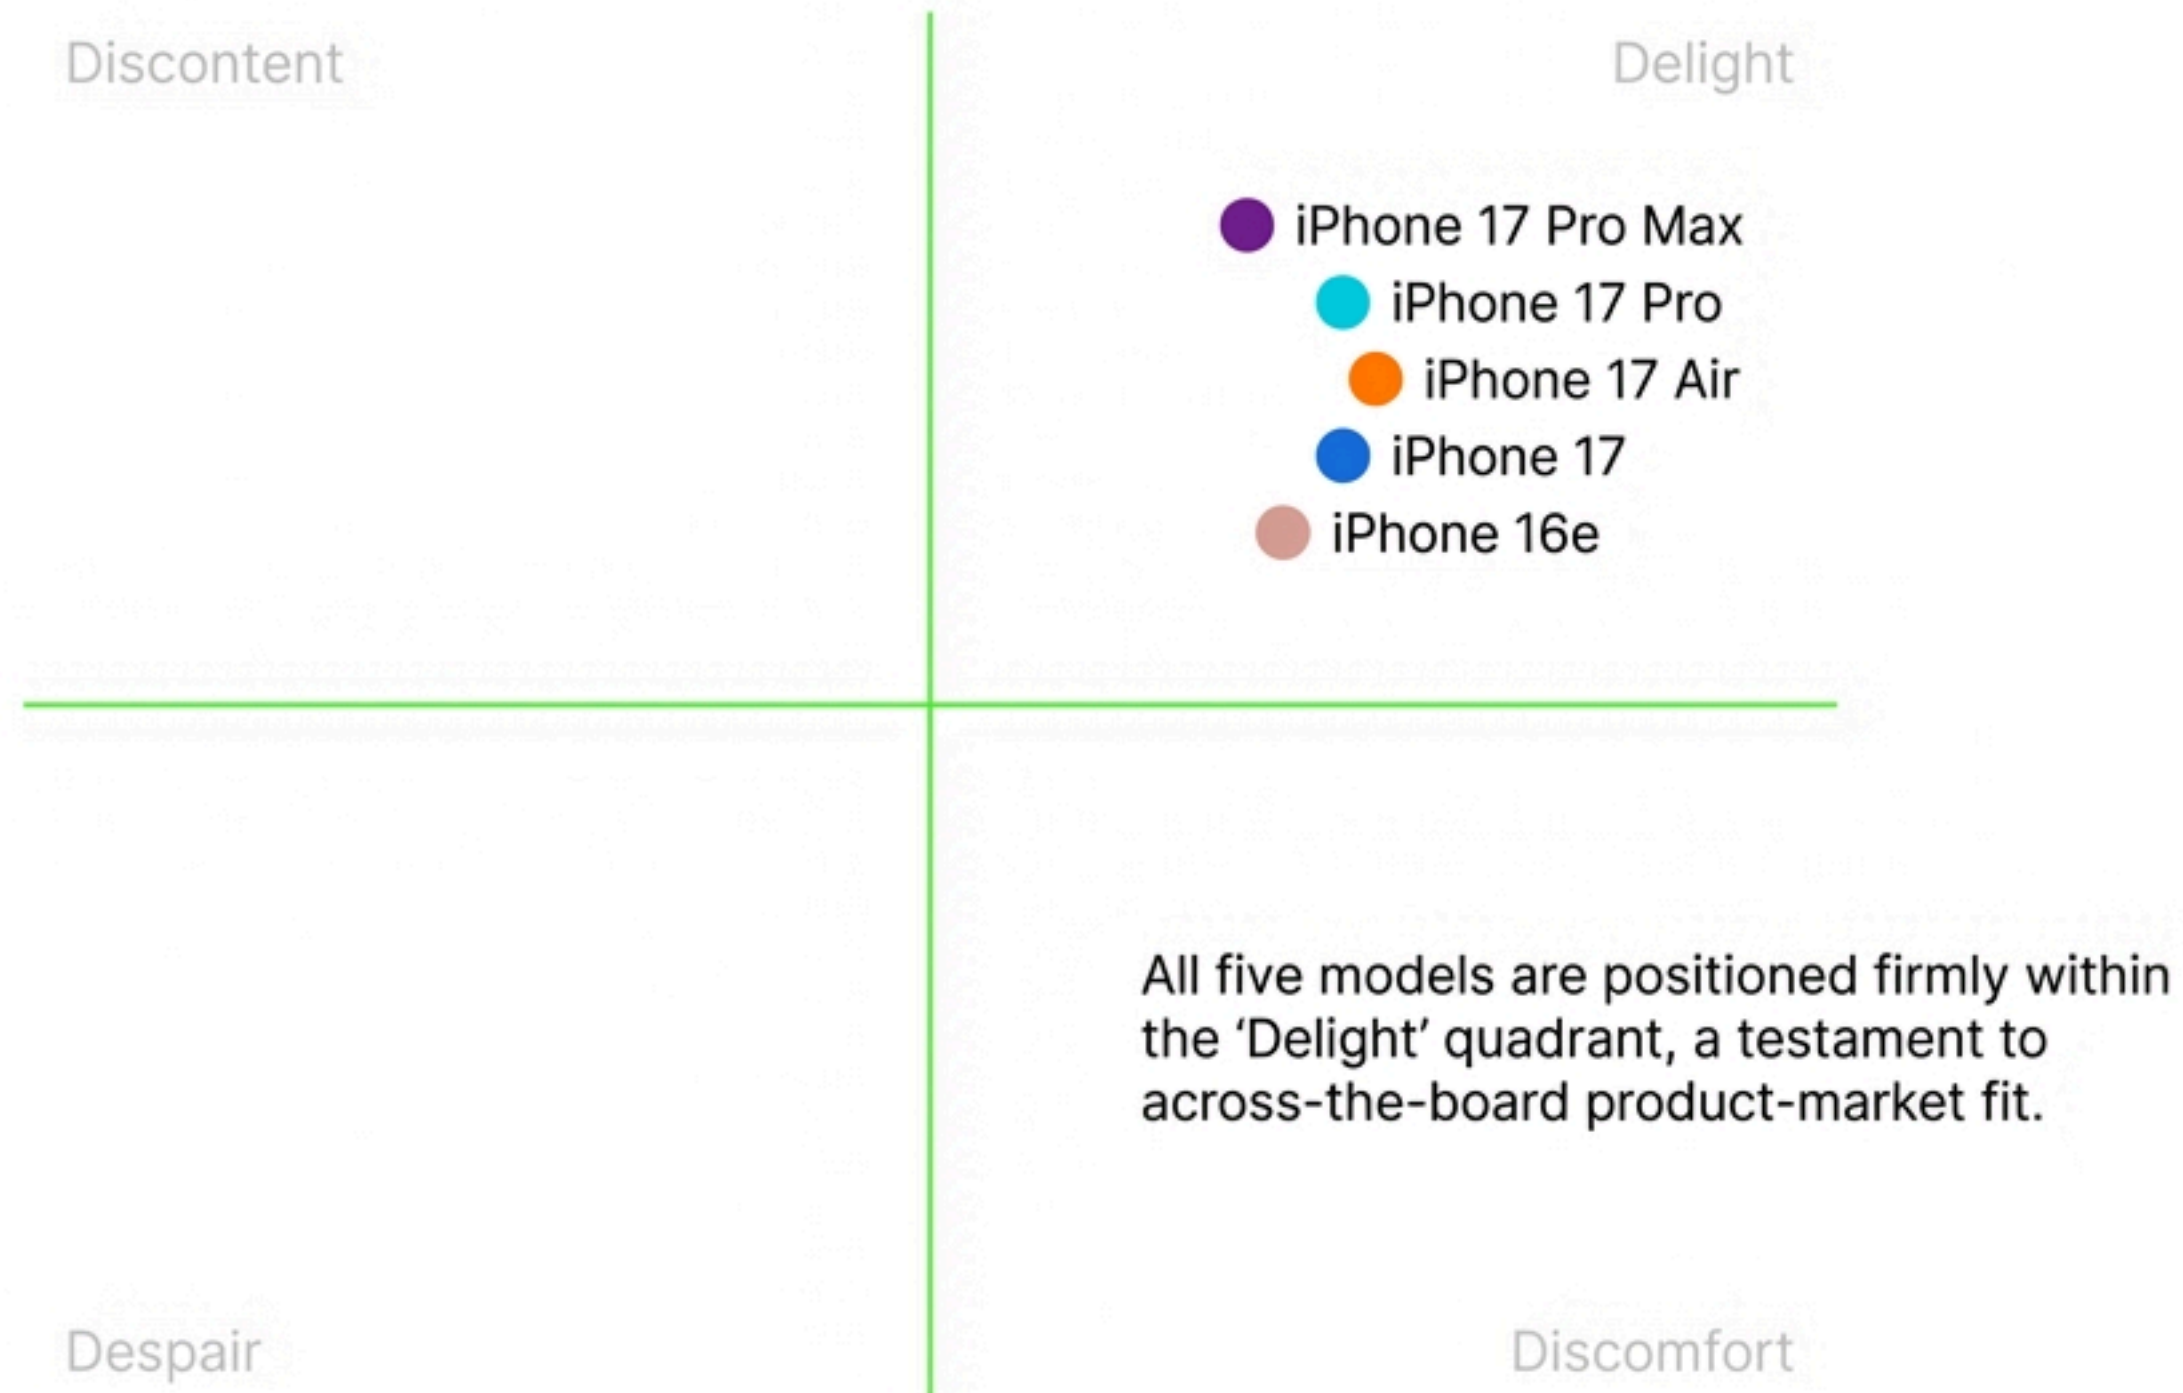 Discontent
Delight
iPhone 17 Pro Max
iPhone 17 Pro
iPhone 17 Air
iPhone 17
iPhone 16e
All five models are positioned firmly within
the ‘Delight’ quadrant, a testament to
across-the-board product-market fit.
Despair
Discomfort